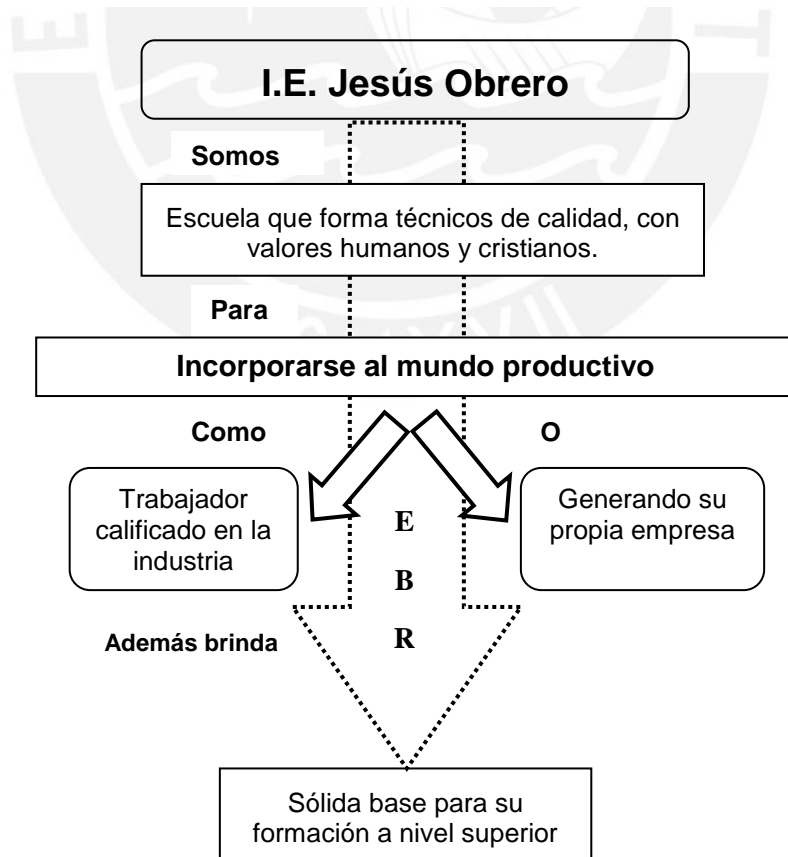 I.E. Jesús Obrero
Somos
Escuela que forma técnicos de calidad, con
valores humanos y cristianos.
Para
Incorporarse al mundo productivo
Como
O
Trabajador
calificado en la
industria
Generando su
propia empresa
E
B
R
Además brinda
Sólida base para su
formación a nivel superior